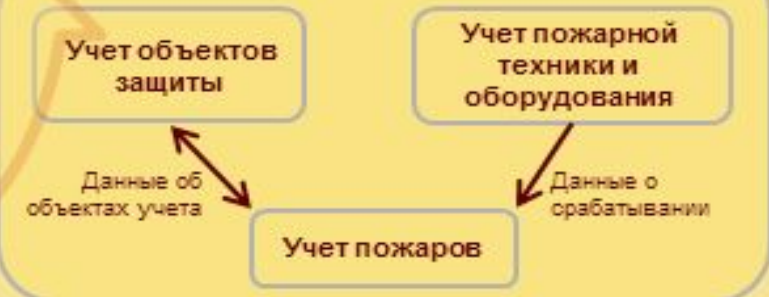 Учет объектов
защиты
Учет пожарной
техники и
оборудования
Данные об
объектах учета
Данные о
срабатывании
Учет пожаров